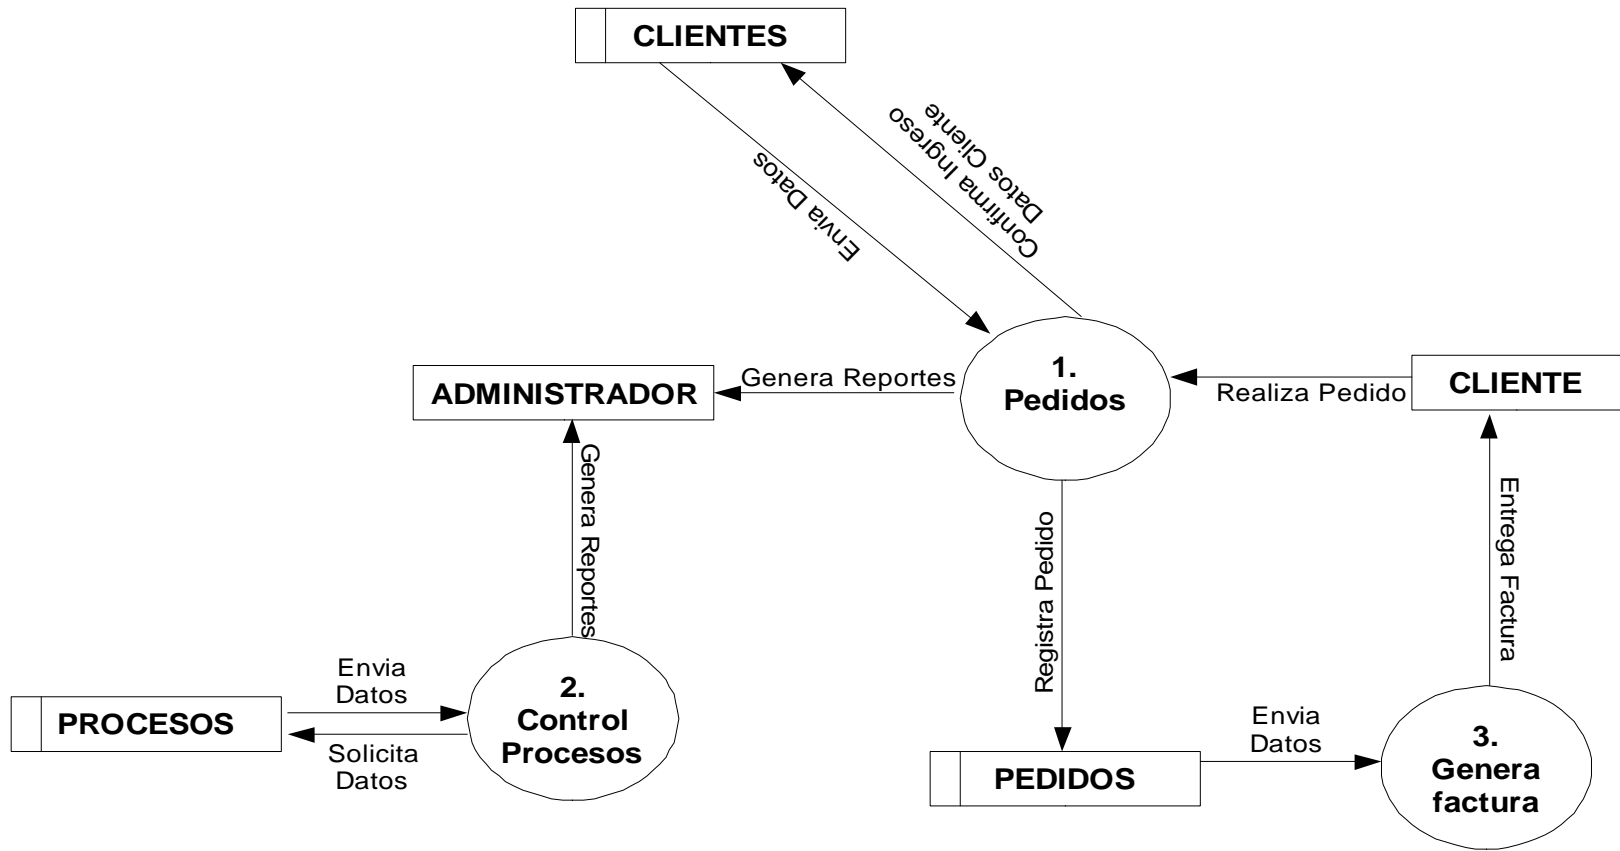 CLIENTES
Confirma Ingreso
Datos Cliente
Envia Datos
1.
Pedidos
ADMINISTRADOR
Genera Reportes
Realiza Pedido
CLIENTE
Genera Reportes
Registra Pedido
Entrega Factura
PROCESOS
Envia
Datos
Solicita
Datos
2.
Control
Procesos
PEDIDOS
Envia
Datos
3.
Genera
factura